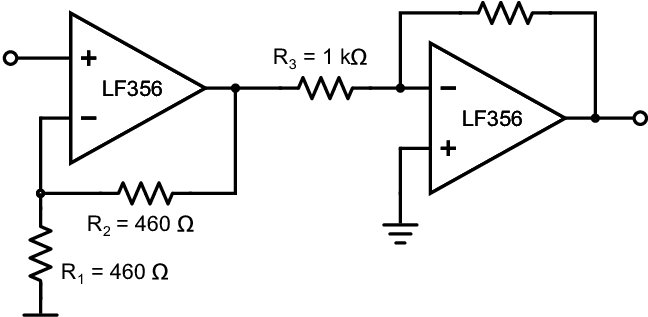 R3 = 1 kΩ
+
LF356
−
−
LF356
+
R2 = 460 Ω
R1 = 460 Ω